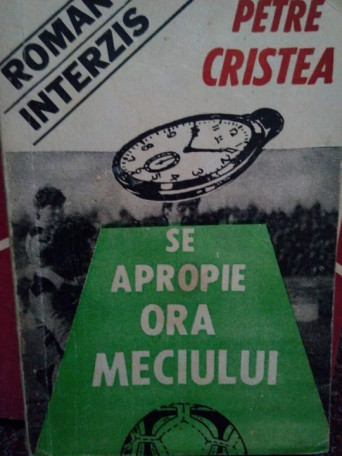 ROMAN
INTERZIS
PETRE
CRISTEA
SE
APROPIE
ORA
MECIULUI